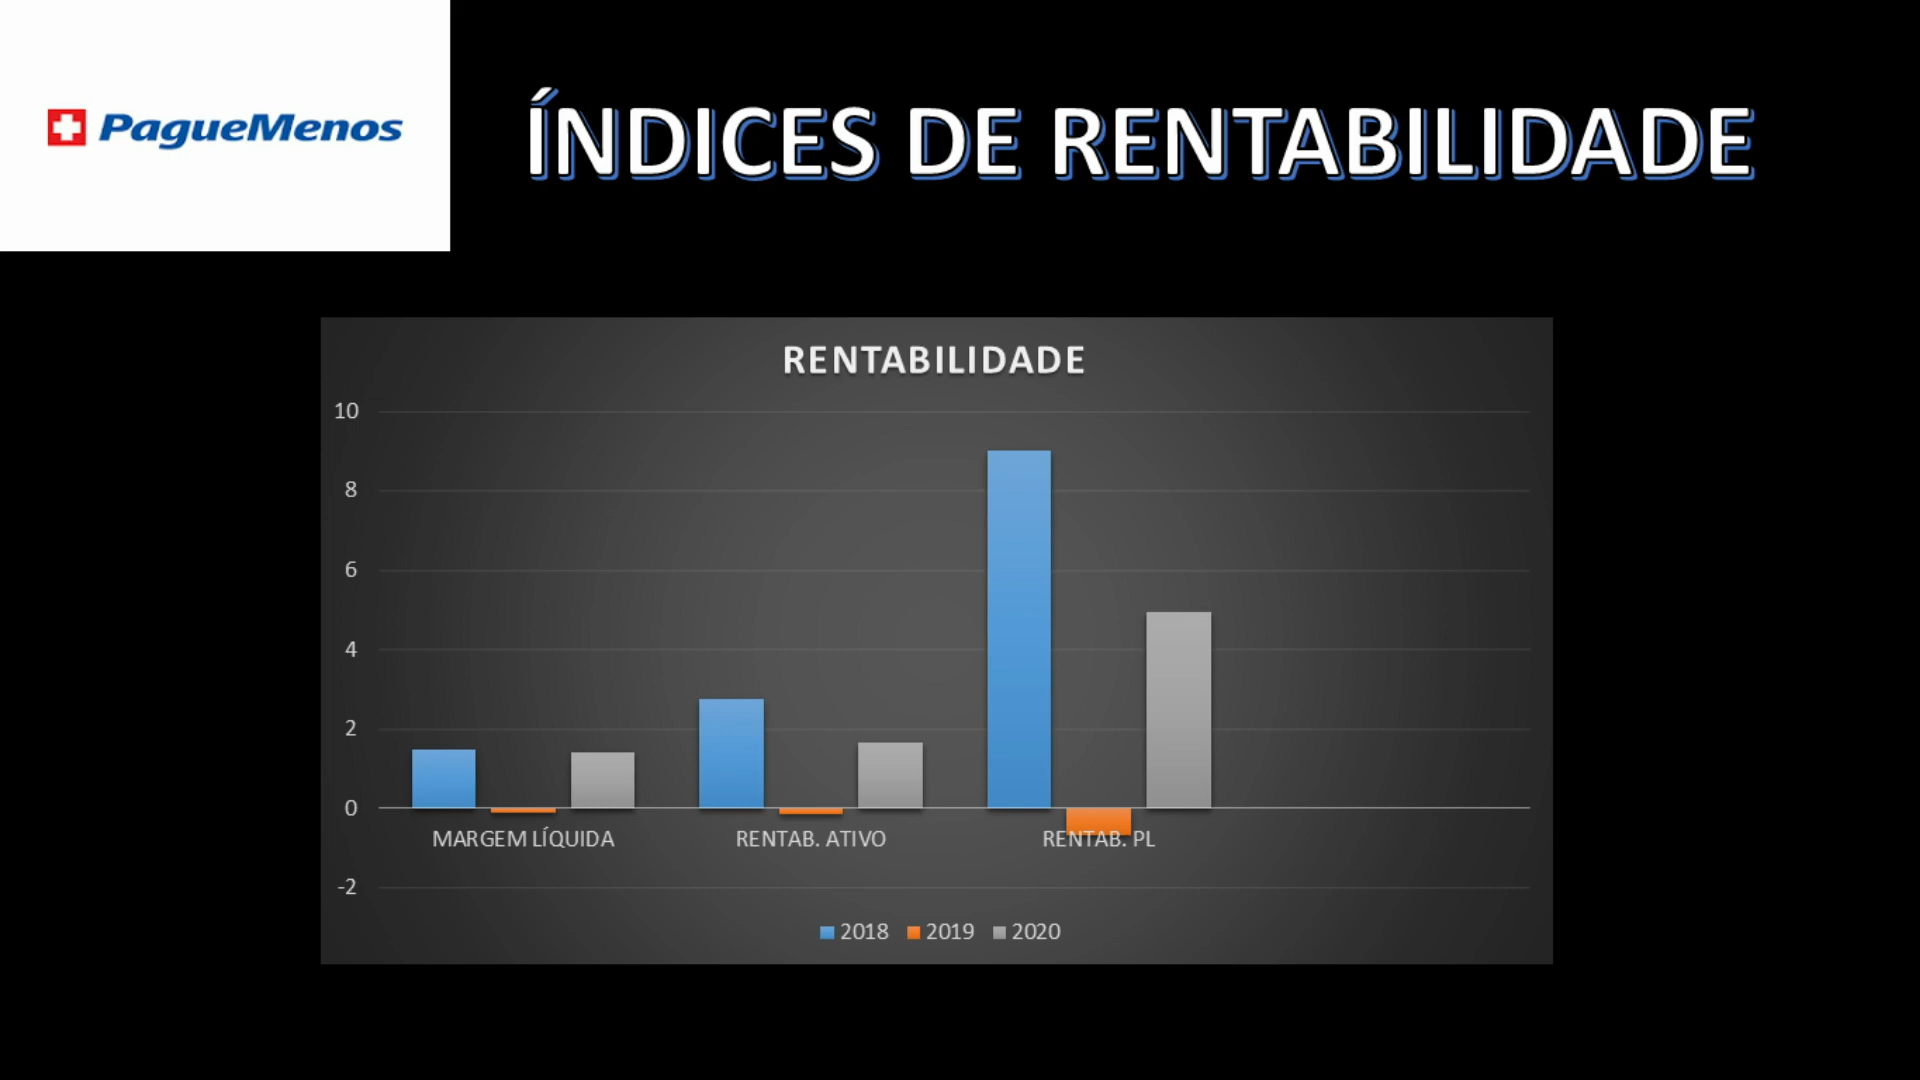 PagueMenos
ÍNDICES DE RENTABILIDADE
RENTABILIDADE
10
8
6
4
2
0
MARGEM LÍQUIDA RENTAB. ATIVO RENTAB. PL
-2
2018 2019 2020